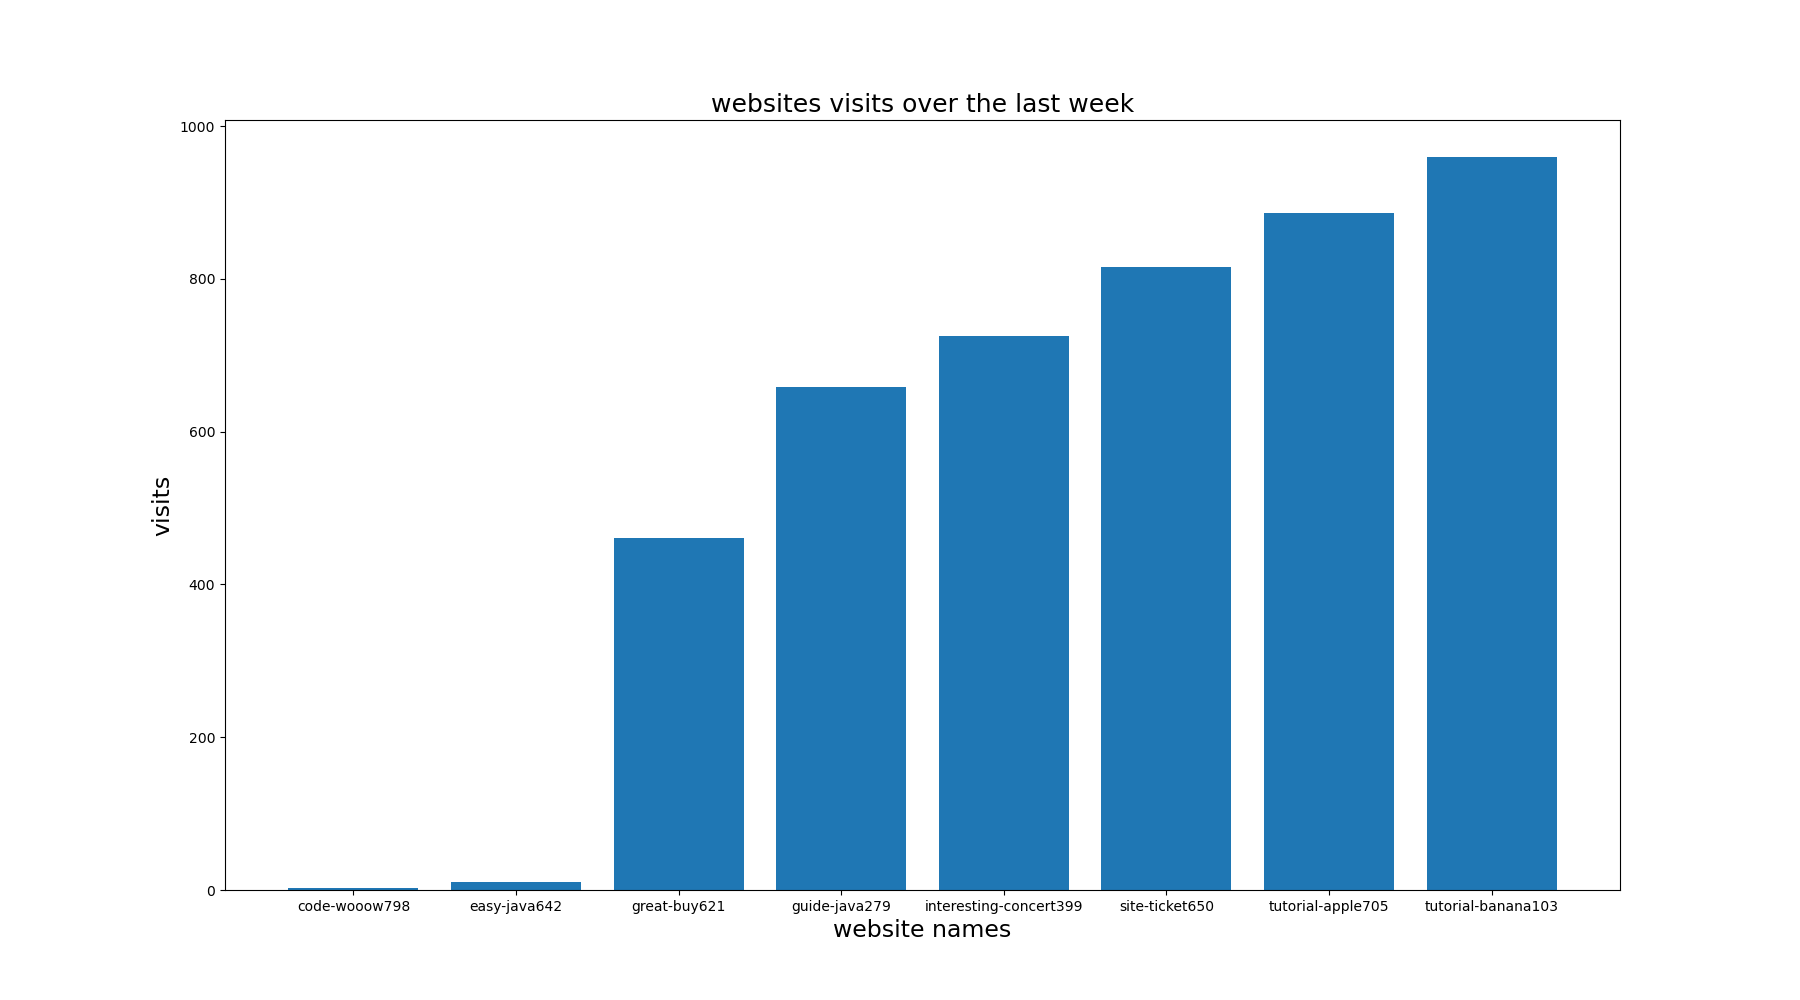 websites visits over the last week
1000
800
600
400
200
0
visits
code-wooow798 easy-java642 great-buy621 guide-java279 interesting-concert399 site-ticket650 tutorial-apple705 tutorial-banana103
website names